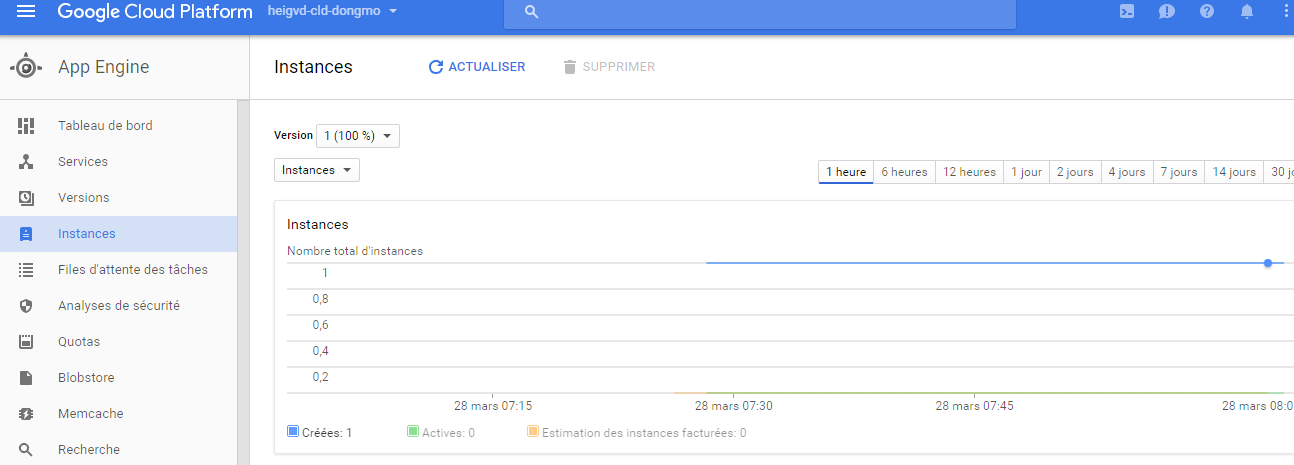 Google Cloud Platform heigvd-cld-dongmo
App Engine
Instances ACTUALISER SUPPRIMER
Tableau de bord
Services
Versions
Instances
Files d'attente des tâches
Analyses de sécurité
Quotas
Blobstore
Memcache
Recherche
Version 1 (100 %)
Instances
1 heure 6 heures 12 heures 1 jour 2 jours 4 jours 7 jours 14 jours 30 jo
Instances
Nombre total d'instances
1
0,8
0,6
0,4
0,2
28 mars 07:15 28 mars 07:30 28 mars 07:45 28 mars 08:0
Créées: 1 Actives: 0 Estimation des instances facturées: 0